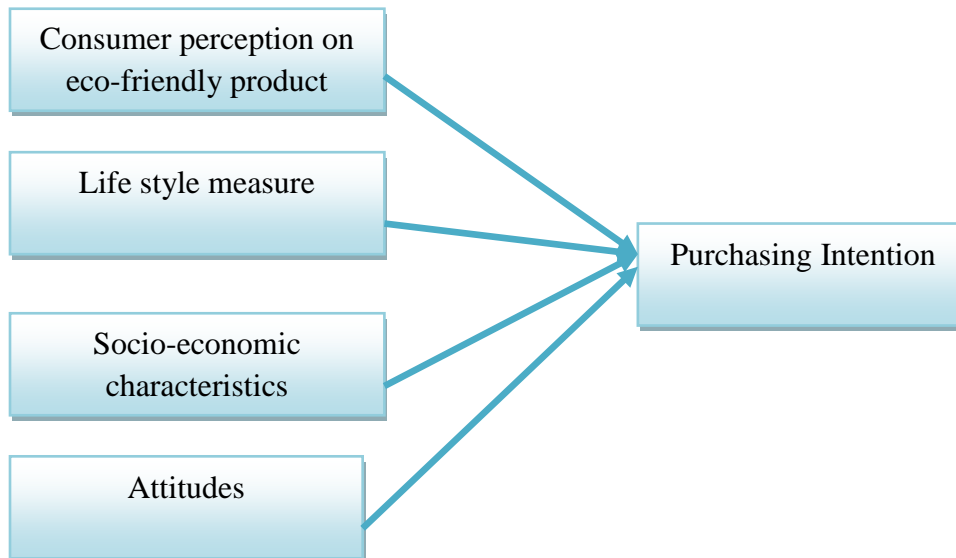 Consumer perception on
eco-friendly product
Life style measure
Purchasing Intention
Socio-economic
characteristics
Attitudes